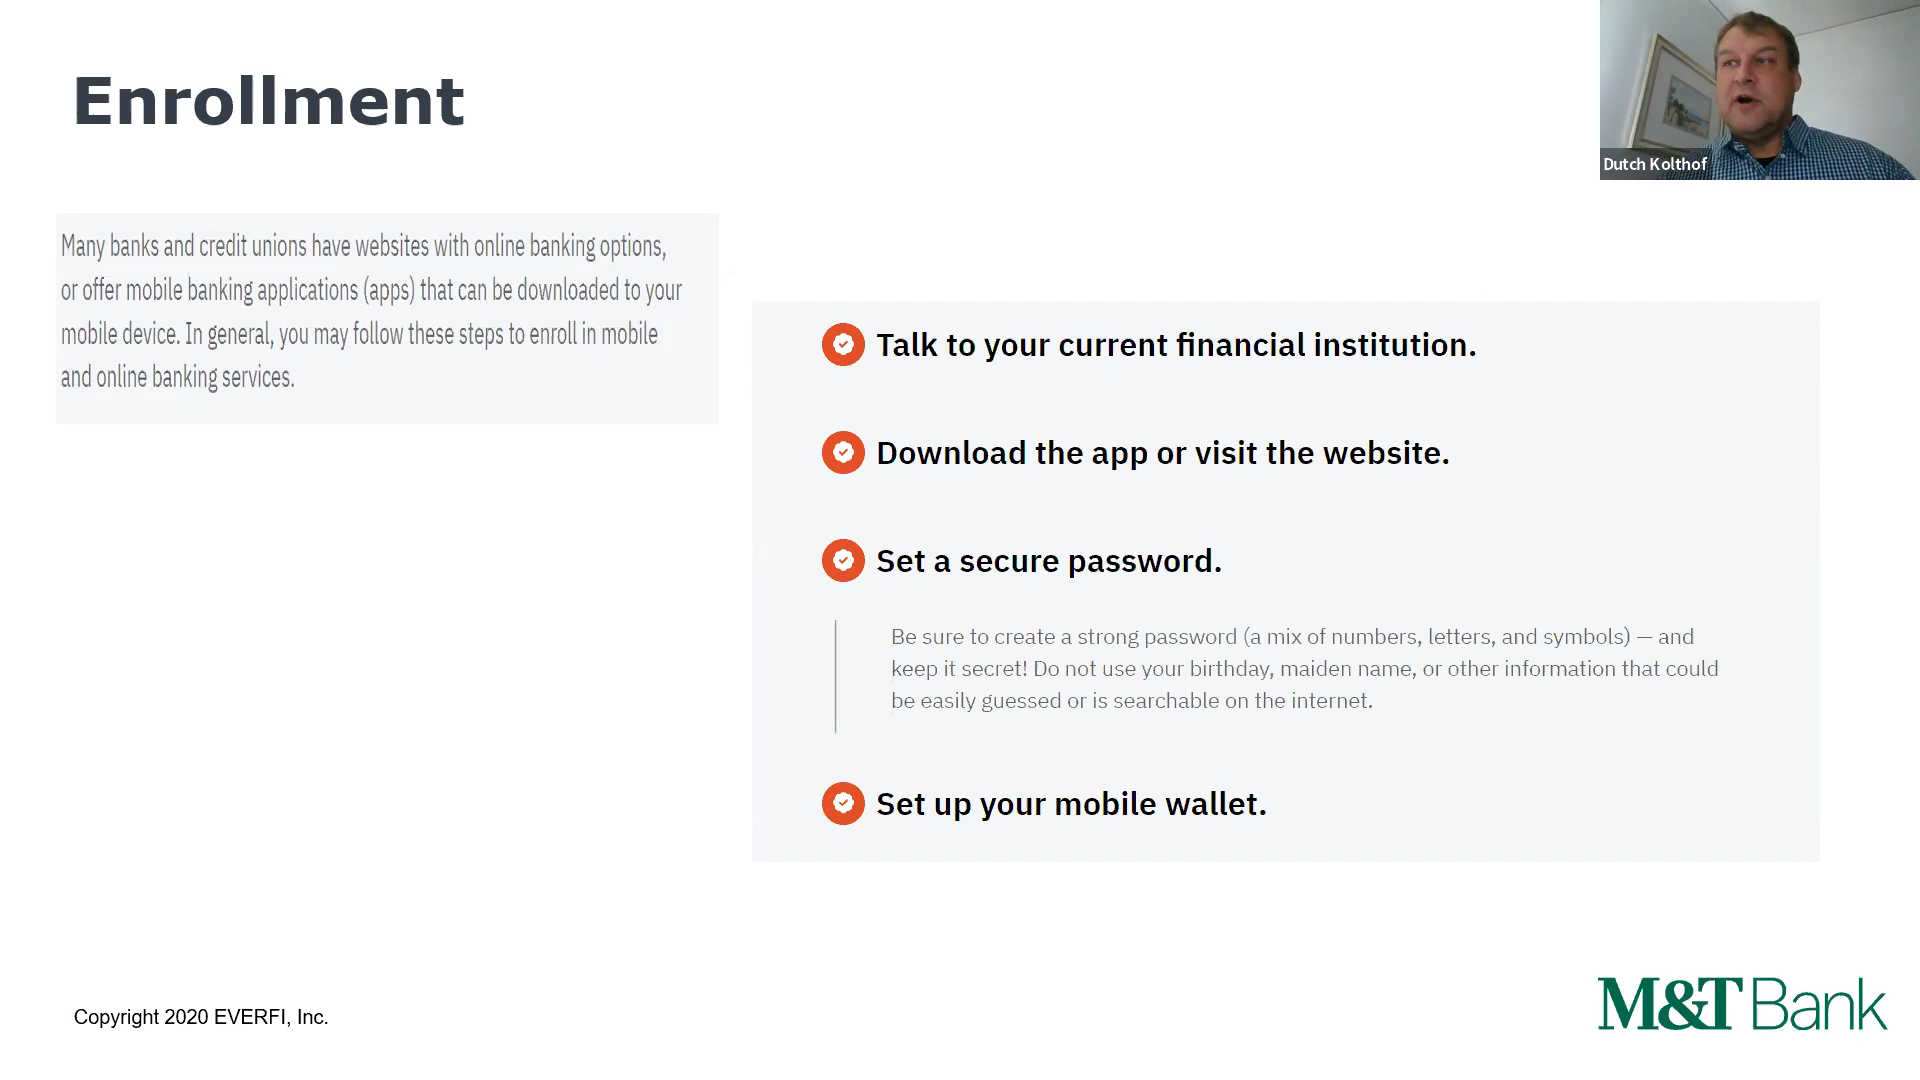 Enrollment
Dutch Kolthof
Many banks and credit unions have websites with online banking options,
or offer mobile banking applications (apps) that can be downloaded to your
mobile device. In general, you may follow these steps to enroll in mobile
and online banking services.
Talk to your current financial institution.
Download the app or visit the website.
Set a secure password.
Be sure to create a strong password (a mix of numbers, letters, and symbols) — and
keep it secret! Do not use your birthday, maiden name, or other information that could
be easily guessed or is searchable on the internet.
Set up your mobile wallet.
Copyright 2020 EVERFI, Inc.
M&T Bank